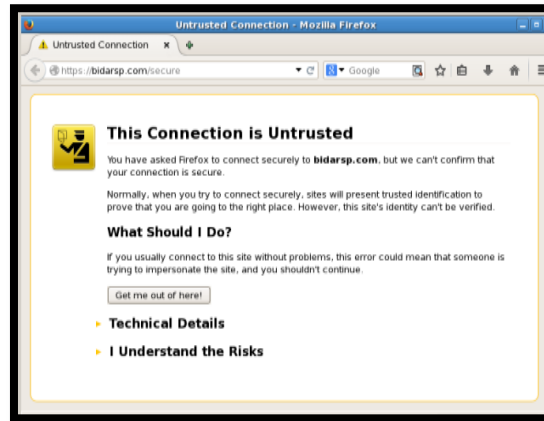 Untrusted Connection - Mozilla Firefox
Untrusted Connection
https://bidarsp.com/secure
Google
This Connection is Untrusted
You have asked Firefox to connect securely to bidarsp.com, but we can't confirm that
your connection is secure.
Normally, when you try to connect securely, sites will present trusted identification to
prove that you are going to the right place. However, this site's identity can't be verified.
What Should I Do?
If you usually connect to this site without problems, this error could mean that someone is
trying to impersonate the site, and you shouldn't continue.
Get me out of here!
Technical Details
I Understand the Risks